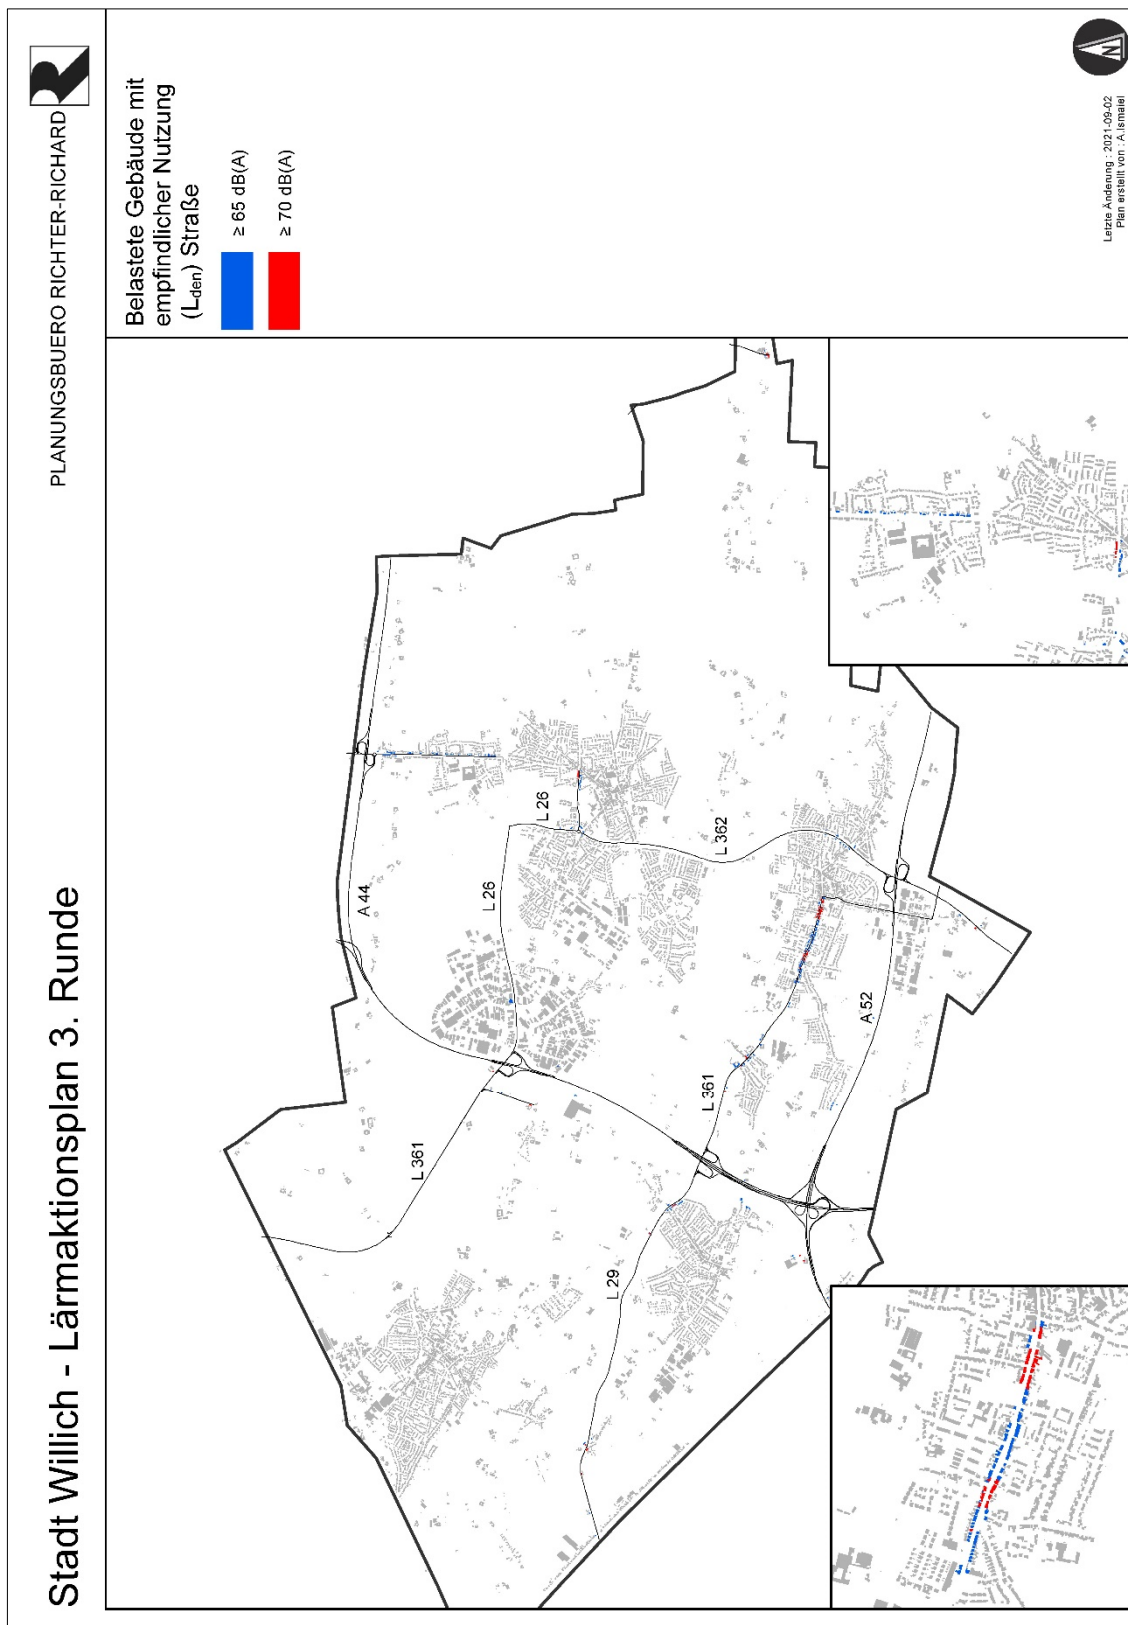 Stadt Willich - Lärmaktionsplan 3. Runde
PLANUNGSBUERO RICHTER-RICHARD
Belastete Gebäude mit
empfindlicher Nutzung
(Lden) Straße
≥ 65 dB(A)
≥ 70 dB(A)
A 44
L 26
L 26
L 361
L 362
L 361
A 52
L 29
N
Letzte Änderung : 2021-09-02
Plan erstellt von : A.Ismaiel